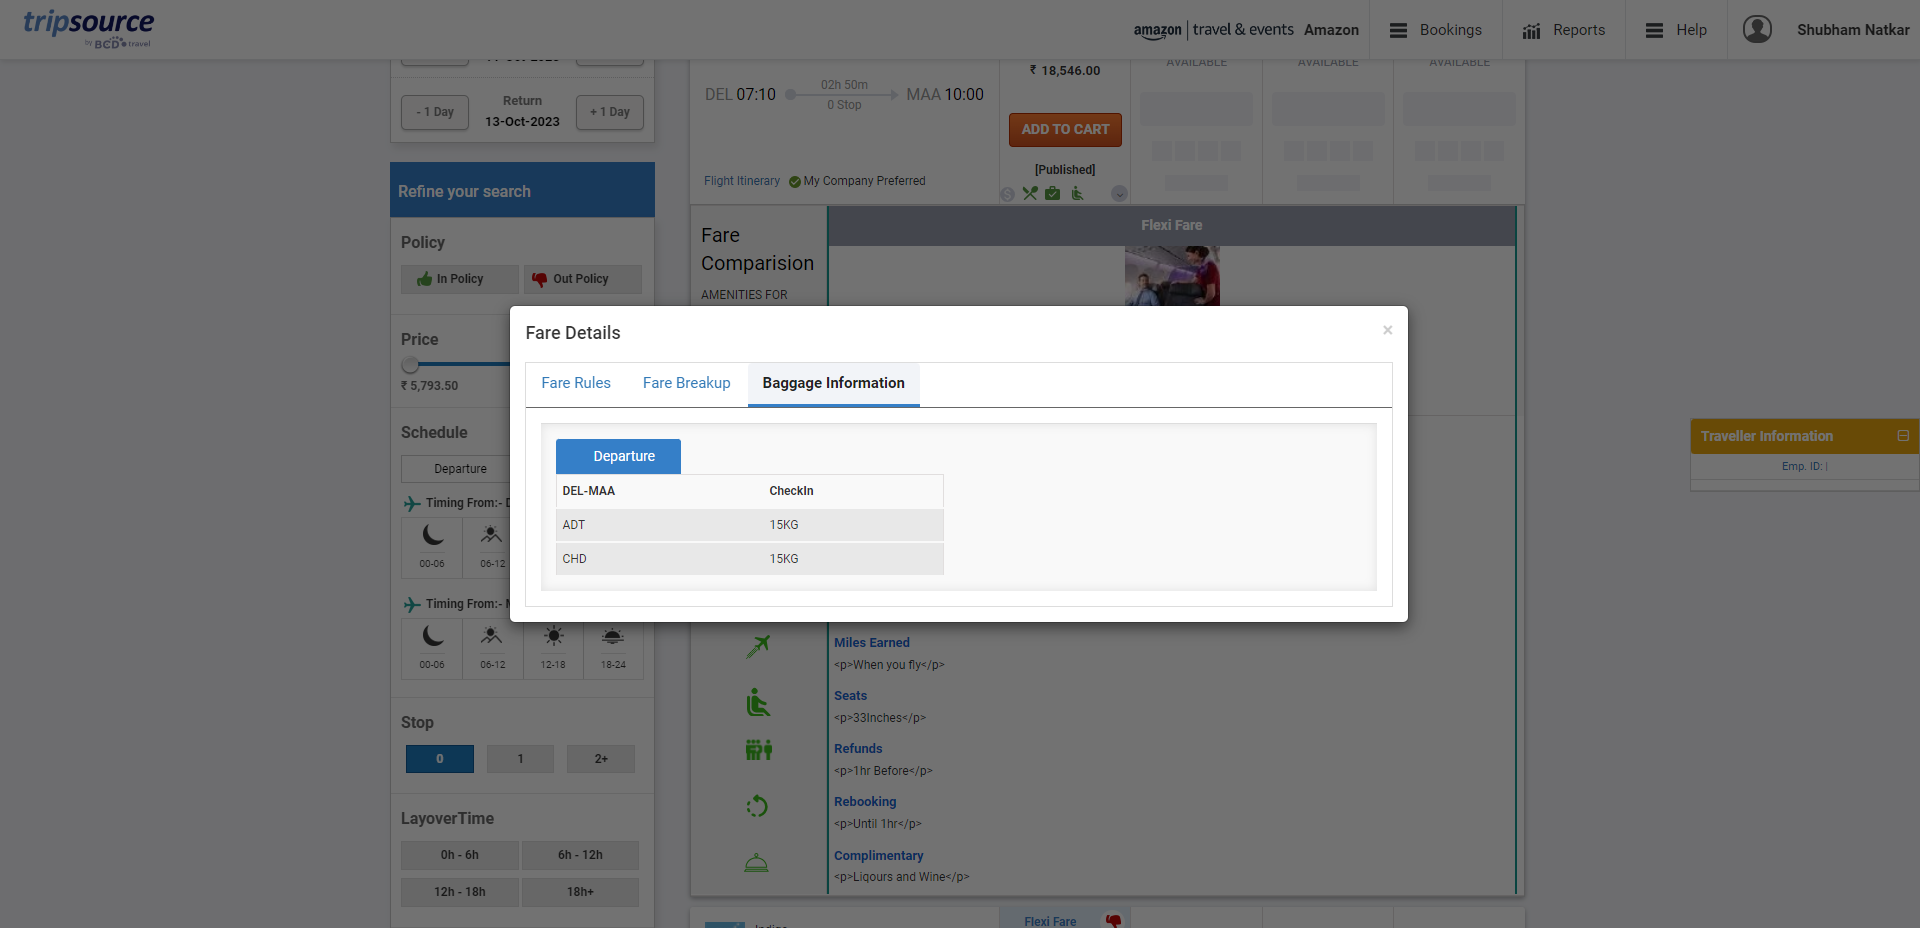 tripsource
by BCD travel
amazon | travel & events Amazon
Bookings
Reports
Help
Shubham Natkar
- 1 Day
Return
13-Oct-2023
+ 1 Day
Refine your search
Policy
In Policy
Out Policy
Price
₹ 5,793.50
Schedule
Departure
Timing From:-
00-06
06-12
Timing From:-
00-06
06-12
12-18
18-24
Stop
0
1
2+
LayoverTime
0h - 6h
6h - 12h
12h - 18h
18h+
DEL 07:10
02h 50m
0 Stop
MAA 10:00
₹ 18,546.00
ADD TO CART
[Published]
AVAILABLE
AVAILABLE
AVAILABLE
Flight Itinerary
My Company Preferred
Fare
Comparision
AMENITIES FOR
Flexi Fare
Fare Details
×
Fare Rules
Fare Breakup
Baggage Information
Departure
DEL-MAA CheckIn
ADT 15KG
CHD 15KG
Miles Earned
<p>When you fly</p>
Seats
<p>33Inches</p>
Refunds
<p>1hr Before</p>
Rebooking
<p>Until 1hr</p>
Complimentary
<p>Liqours and Wine</p>
Flexi Fare
Traveller Information
Emp. ID: |